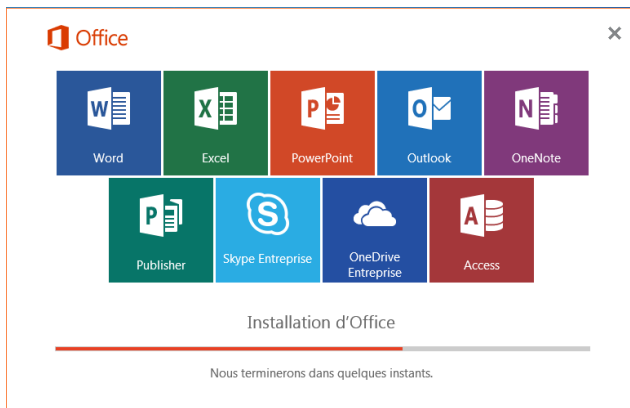 Office
Word
Excel
PowerPoint
Outlook
OneNote
Publisher
Skype Entreprise
OneDrive
Entreprise
Access
Installation d'Office
Nous terminerons dans quelques instants.